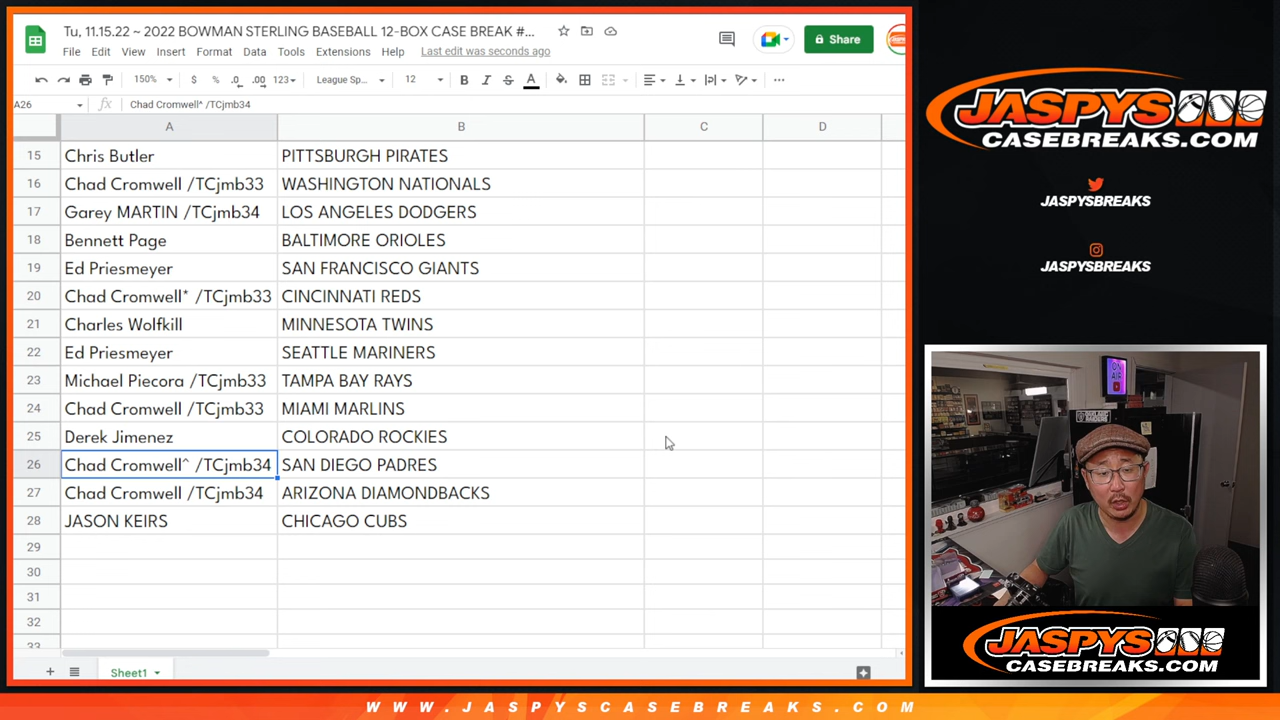 Tu, 11.15.22 ~ 2022 BOWMAN STERLING BASEBALL 12-BOX CASE BREAK #...
File Edit View Insert Format Data Tools Extensions Help Last edit was seconds ago
Share
150% $ % .0 .00 123 League Sp... 12 B I S A
A26 fx Chad Cromwell^ /TCjmb34
A B C D
15 Chris Butler PITTSBURGH PIRATES
16 Chad Cromwell /TCjmb33 WASHINGTON NATIONALS
17 Garey MARTIN /TCjmb34 LOS ANGELES DODGERS
18 Bennett Page BALTIMORE ORIOLES
19 Ed Priesmeyer SAN FRANCISCO GIANTS
20 Chad Cromwell* /TCjmb33 CINCINNATI REDS
21 Charles Wolfkill MINNESOTA TWINS
22 Ed Priesmeyer SEATTLE MARINERS
23 Michael Piecora /TCjmb33 TAMPA BAY RAYS
24 Chad Cromwell /TCjmb33 MIAMI MARLINS
25 Derek Jimenez COLORADO ROCKIES
26 Chad Cromwell^ /TCjmb34 SAN DIEGO PADRES
27 Chad Cromwell /TCjmb34 ARIZONA DIAMONDBACKS
28 JASON KEIRS CHICAGO CUBS
29
30
31
32
33
Sheet1
JASPYS
CASEBREAKS.COM
JASPYSBREAKS
JASPYSBREAKS
ON AIR
JASPYS
CASEBREAKS.COM
WWW.JASPYSCASEBREAKS.COM